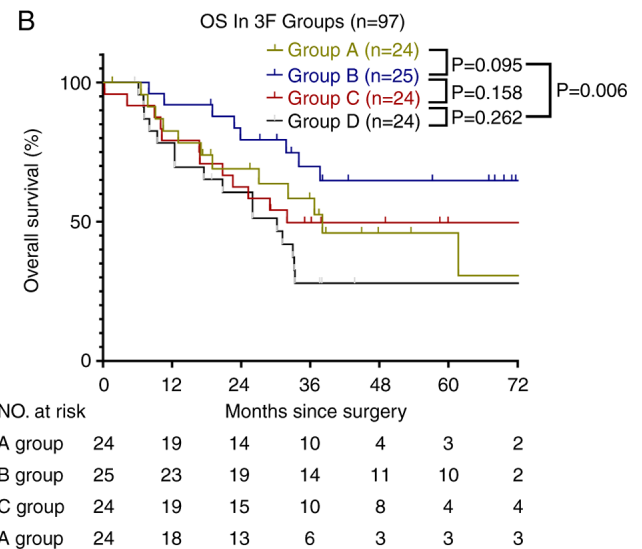 B
OS In 3F Groups (n=97)
Group A (n=24)
Group B (n=25)
Group C (n=24)
Group D (n=24)
P=0.095
P=0.158
P=0.262
P=0.006
Overall survival (%)
100
50
0
0 12 24 36 48 60 72
NO. at risk Months since surgery
A group 24 19 14 10 4 3 2
B group 25 23 19 14 11 10 2
C group 24 19 15 10 8 4 4
A group 24 18 13 6 3 3 3